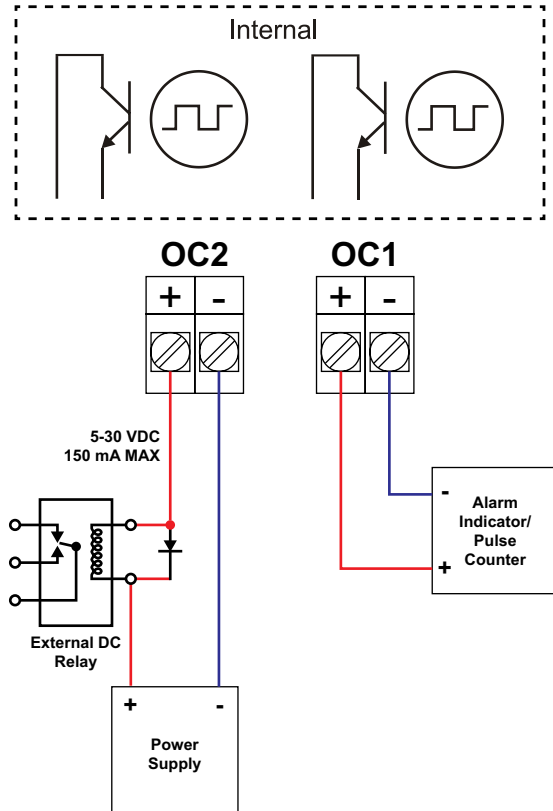 Internal
OC2
OC1
+ -
+ -
5-30 VDC
150 mA MAX
External DC
Relay
+ -
Power
Supply
-
Alarm
Indicator/
Pulse
Counter
+